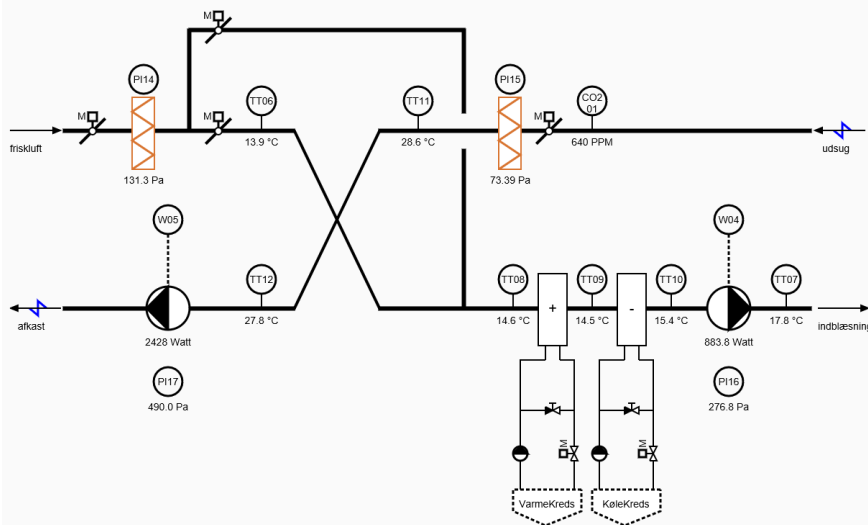 M
PI14
TT06
TT11
PI15
CO2
01
M
M
M
friskluft
13.9 °C
28.6 °C
640 PPM
udsug
131.3 Pa
73.39 Pa
W05
W04
TT12
TT08
TT09
TT10
TT07
+
-
afkast
27.8 °C
14.6 °C
14.5 °C
15.4 °C
17.8 °C
indblæsning
2428 Watt
883.8 Watt
PI17
PI16
490.0 Pa
276.8 Pa
M
M
VarmeKreds
KøleKreds